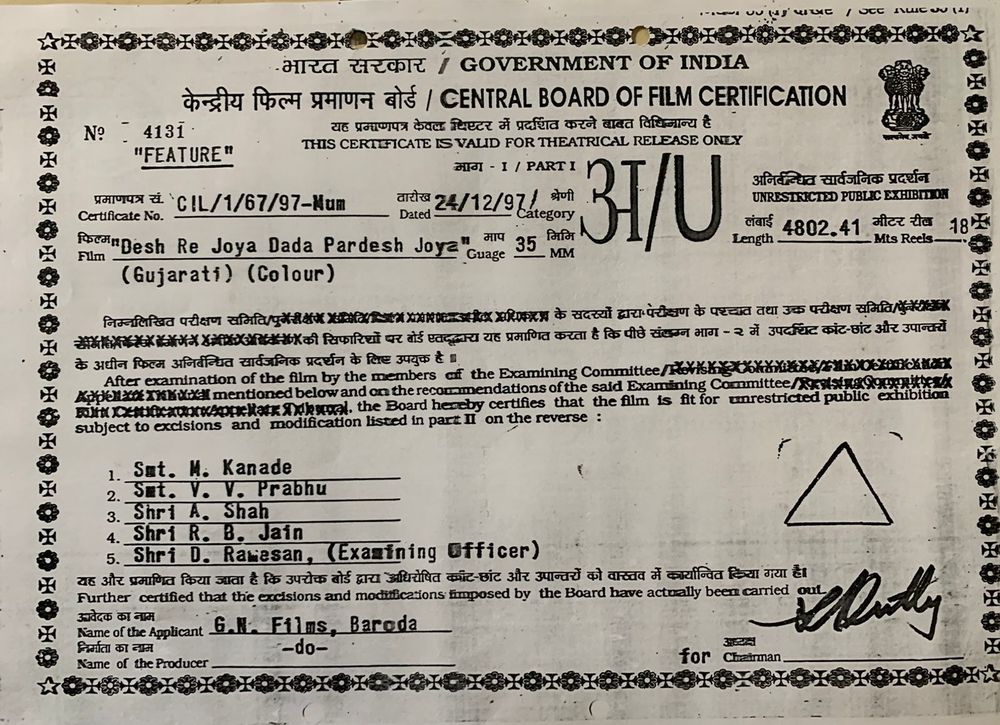 / See Rule 33 (1)
भारत सरकार / GOVERNMENT OF INDIA
केन्द्रीय फिल्म प्रमाणन बोर्ड / CENTRAL BOARD OF FILM CERTIFICATION
यह प्रमाणपत्र केवल थिएटर में प्रदर्शित करने बाबत विधिमान्य है
THIS CERTIFICATE IS VALID FOR THEATRICAL RELEASE ONLY
Nº 4131
"FEATURE"
भाग - I / PART I
अ/U
अनिर्बन्धित सार्वजनिक प्रदर्शन
UNRESTRICTED PUBLIC EXHIBITION
प्रमाणपत्र सं. CIL/1/67/97-Mum तारीख 24/12/97/ श्रेणी
Certificate No. Dated Category
लंबाई 4802.41 मीटर रील 18
Length Mts Reels
फिल्म "Desh Re Joya Dada Pardesh Joya" माप 35 मिमि
Film Guage MM
(Gujarati) (Colour)
निम्नलिखित परीक्षण समिति/ के सदस्यों द्वारा परीक्षण के पश्चात तथा उक्त परीक्षण समिति/
की सिफारिशों पर बोर्ड एतद्द्वारा यह प्रमाणित करता है कि पीछे संलग्न भाग - २ में उपदर्शित कांट-छांट और उपान्तरों
के अधीन फिल्म अनिर्बन्धित सार्वजनिक प्रदर्शन के लिए उपयुक्त है ।
After examination of the film by the members of the Examining Committee/
mentioned below and on the recommendations of the said Examining Committee/
, the Board hereby certifies that the film is fit for unrestricted public exhibition
subject to excisions and modification listed in part II on the reverse :
1. Smt. M. Kanade
2. Smt. V. V. Prabhu
3. Shri A. Shah
4. Shri R. B. Jain
5. Shri D. Ramesan, (Examining Officer)
यह और प्रमाणित किया जाता है कि उपरोक्त बोर्ड द्वारा अधिरोपित कांट-छांट और उपान्तरों को वास्तव में कार्यान्वित किया गया है।
Further certified that the excisions and modifications imposed by the Board have actually been carried out.
आवेदक का नाम
Name of the Applicant G.N. Films, Baroda
निर्माता का नाम -do-
Name of the Producer
अध्यक्ष
for Chairman